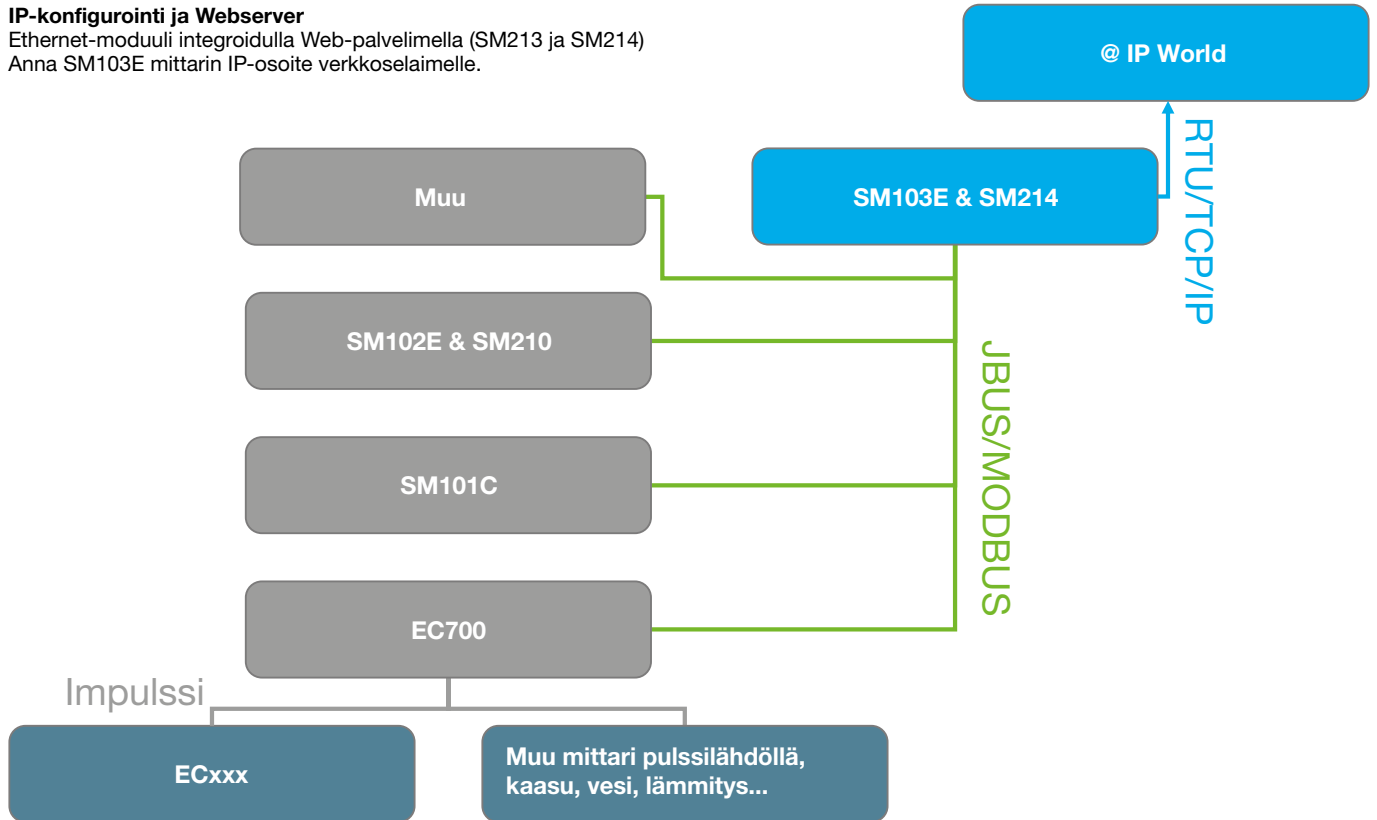 IP-konfigurointi ja Webserver
Ethernet-moduuli integroidulla Web-palvelimella (SM213 ja SM214)
Anna SM103E mittarin IP-osoite verkkoselaimelle.
@ IP World
RTU/TCP/IP
Muu
SM103E & SM214
SM102E & SM210
JBUS/MODBUS
SM101C
EC700
Impulssi
ECxxx
Muu mittari pulssilähdöllä,
kaasu, vesi, lämmitys...